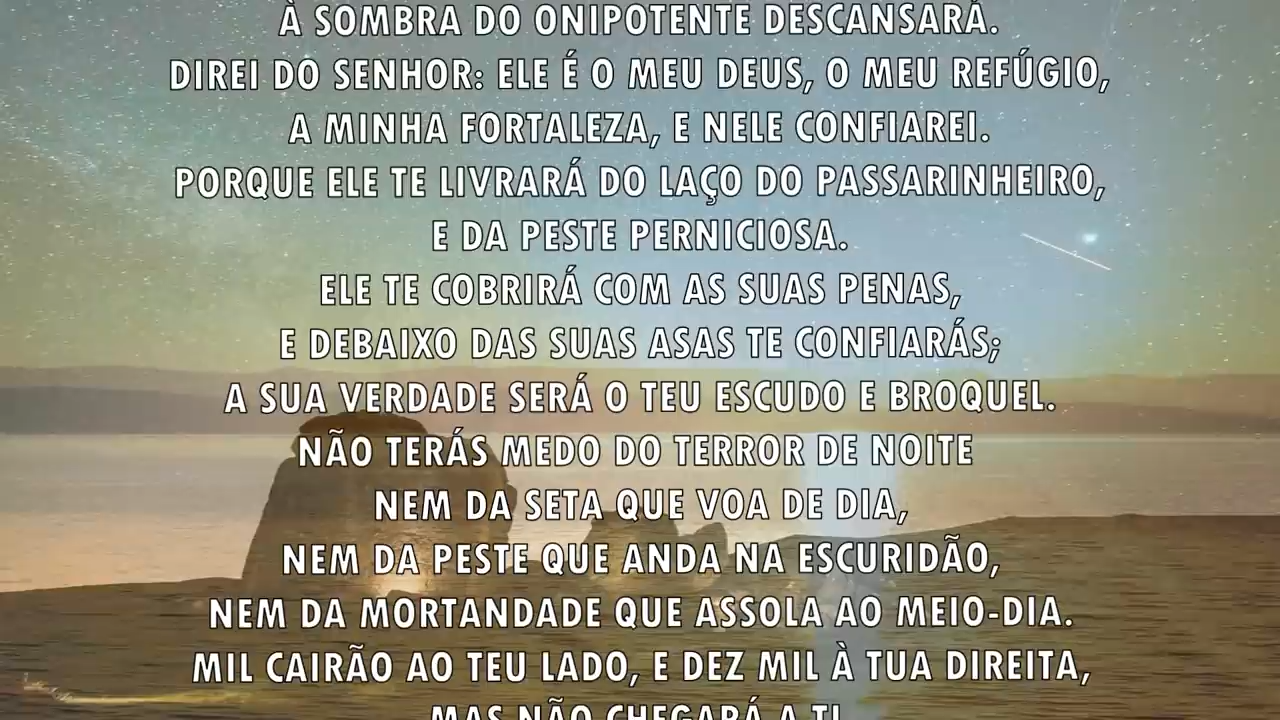 À SOMBRA DO ONIPOTENTE DESCANSARÁ.
DIREI DO SENHOR: ELE É O MEU DEUS, O MEU REFÚGIO,
A MINHA FORTALEZA, E NELE CONFIAREI.
PORQUE ELE TE LIVRARÁ DO LAÇO DO PASSARINHEIRO,
E DA PESTE PERNICIOSA.
ELE TE COBRIRÁ COM AS SUAS PENAS,
E DEBAIXO DAS SUAS ASAS TE CONFIARÁS;
A SUA VERDADE SERÁ O TEU ESCUDO E BROQUEL.
NÃO TERÁS MEDO DO TERROR DE NOITE
NEM DA SETA QUE VOA DE DIA,
NEM DA PESTE QUE ANDA NA ESCURIDÃO,
NEM DA MORTANDADE QUE ASSOLA AO MEIO-DIA.
MIL CAIRÃO AO TEU LADO, E DEZ MIL À TUA DIREITA,
MAS NÃO CHEGARÁ A TI.